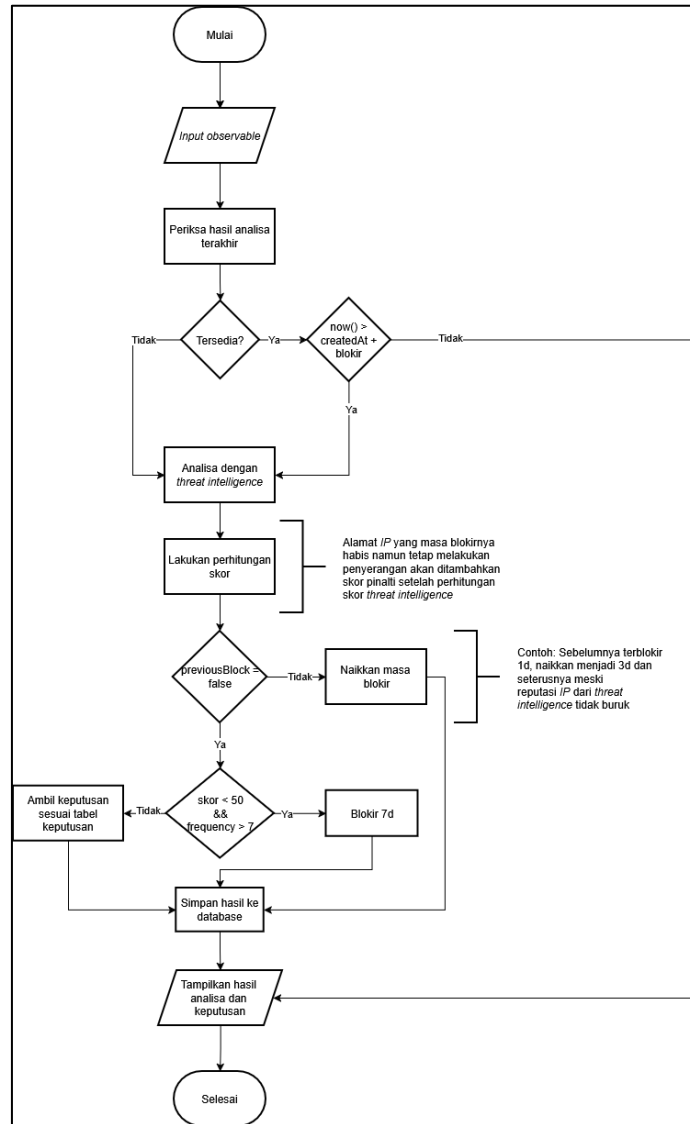 Mulai
Input observable
Periksa hasil analisa
terakhir
Tersedia?
Tidak
Ya
now() >
createdAt +
blokir
Tidak
Ya
Analisa dengan
threat intelligence
Lakukan perhitungan
skor
Alamat IP yang masa blokirnya
habis namun tetap melakukan
penyerangan akan ditambahkan
skor pinalti setelah perhitungan
skor threat intelligence
previousBlock =
false
Tidak
Naikkan masa
blokir
Contoh: Sebelumnya terblokir
1d, naikkan menjadi 3d dan
seterusnya meski
reputasi IP dari threat
intelligence tidak buruk
Ya
skor < 50
&&
frequency > 7
Tidak
Ya
Ambil keputusan
sesuai tabel
keputusan
Blokir 7d
Simpan hasil ke
database
Tampilkan hasil
analisa dan
keputusan
Selesai